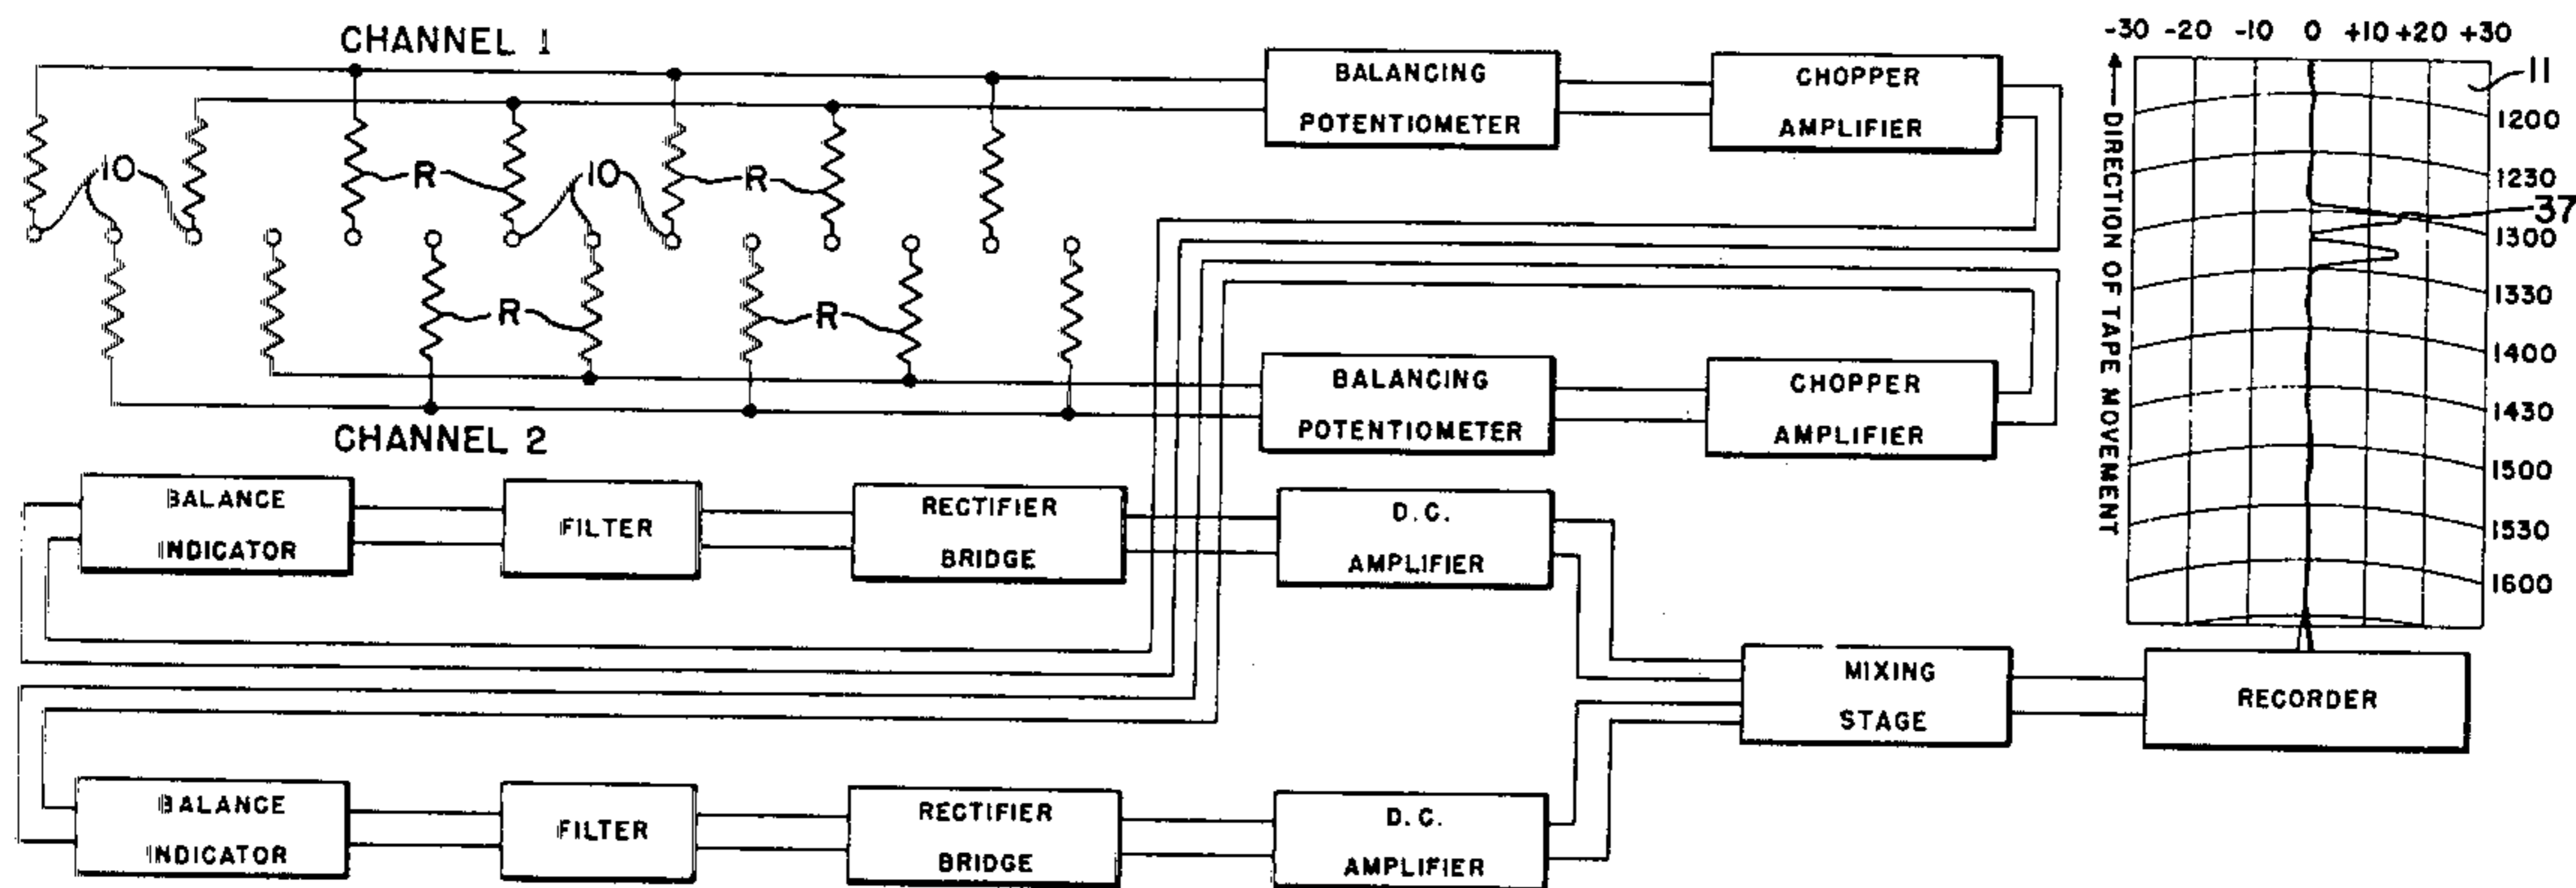 CHANNEL 1
10
R
10
R
BALANCING
POTENTIOMETER
CHOPPER
AMPLIFIER
-30 -20 -10 0 +10 +20 +30
11
DIRECTION OF TAPE MOVEMENT
1200
1230
37
1300
1330
1400
1430
1500
1530
1600
R
R
CHANNEL 2
BALANCING
POTENTIOMETER
CHOPPER
AMPLIFIER
BALANCE
INDICATOR
FILTER
RECTIFIER
BRIDGE
D.C.
AMPLIFIER
MIXING
STAGE
RECORDER
BALANCE
INDICATOR
FILTER
RECTIFIER
BRIDGE
D.C.
AMPLIFIER